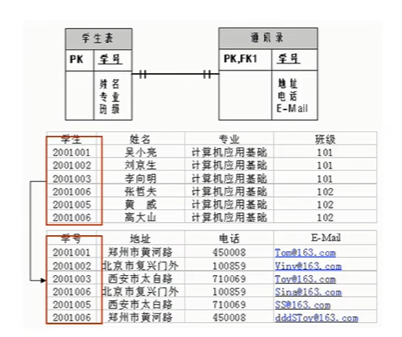 学生表
通讯录
PK 学号
PK,FK1 学号
姓名
专业
班级
地址
电话
E-Mail
学生 姓名 专业 班级
2001001 吴小亮 计算机应用基础 101
2001002 刘京生 计算机应用基础 101
2001003 李向明 计算机应用基础 101
2001006 张哲夫 计算机应用基础 102
2001005 黄 威 计算机应用基础 102
2001006 高大山 计算机应用基础 102
学号 地址 电话 E-Mail
2001001 郑州市黄河路 450008 Tom@163.com
2001002 北京市复兴门外 100859 Vinv@163.com
2001003 西安市太自路 710069 Toy@163.com
2001006 北京市复兴门外 100859 Sina@163.com
2001005 西安市太白路 710069 SS@163.com
2001006 郑州市黄河路 450008 dddSToy@163.com